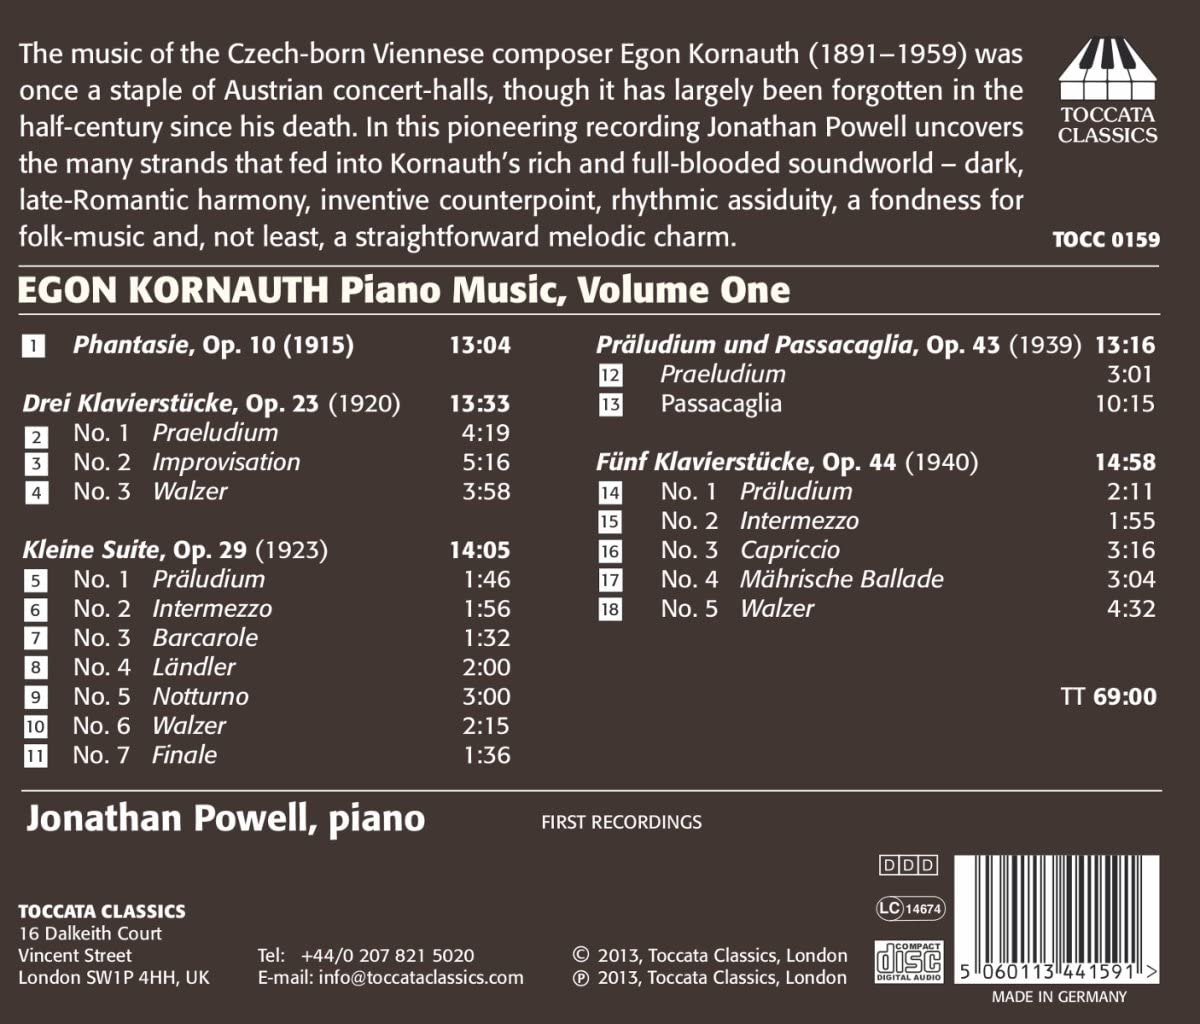 The music of the Czech-born Viennese composer Egon Kornauth (1891–1959) was
once a staple of Austrian concert-halls, though it has largely been forgotten in the
half-century since his death. In this pioneering recording Jonathan Powell uncovers
the many strands that fed into Kornauth's rich and full-blooded soundworld – dark,
late-Romantic harmony, inventive counterpoint, rhythmic assiduity, a fondness for
folk-music and, not least, a straightforward melodic charm.
TOCCATA
CLASSICS
TOCC 0159
EGON KORNAUTH Piano Music, Volume One
1 Phantasie, Op. 10 (1915) 13:04
Drei Klavierstücke, Op. 23 (1920) 13:33
2 No. 1 Praeludium 4:19
3 No. 2 Improvisation 5:16
4 No. 3 Walzer 3:58
Kleine Suite, Op. 29 (1923) 14:05
5 No. 1 Präludium 1:46
6 No. 2 Intermezzo 1:56
7 No. 3 Barcarole 1:32
8 No. 4 Ländler 2:00
9 No. 5 Notturno 3:00
10 No. 6 Walzer 2:15
11 No. 7 Finale 1:36
Präludium und Passacaglia, Op. 43 (1939) 13:16
12 Praeludium 3:01
13 Passacaglia 10:15
Fünf Klavierstücke, Op. 44 (1940) 14:58
14 No. 1 Präludium 2:11
15 No. 2 Intermezzo 1:55
16 No. 3 Capriccio 3:16
17 No. 4 Mährische Ballade 3:04
18 No. 5 Walzer 4:32
TT 69:00
Jonathan Powell, piano
FIRST RECORDINGS
TOCCATA CLASSICS
16 Dalkeith Court
Vincent Street
London SW1P 4HH, UK
Tel: +44/0 207 821 5020
E-mail: info@toccataclassics.com
© 2013, Toccata Classics, London
℗ 2013, Toccata Classics, London
DDD
LC 14674
COMPACT
disc
DIGITAL AUDIO
5 060113 441591 >
MADE IN GERMANY